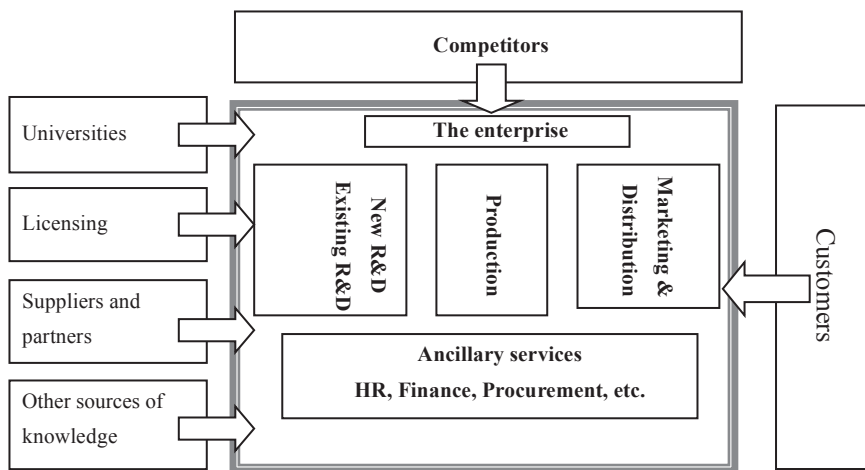 Competitors
Universities
Licensing
Suppliers and
partners
Other sources of
knowledge
The enterprise
New R&D
Existing R&D
Production
Marketing &
Distribution
Ancillary services
HR, Finance, Procurement, etc.
Customers